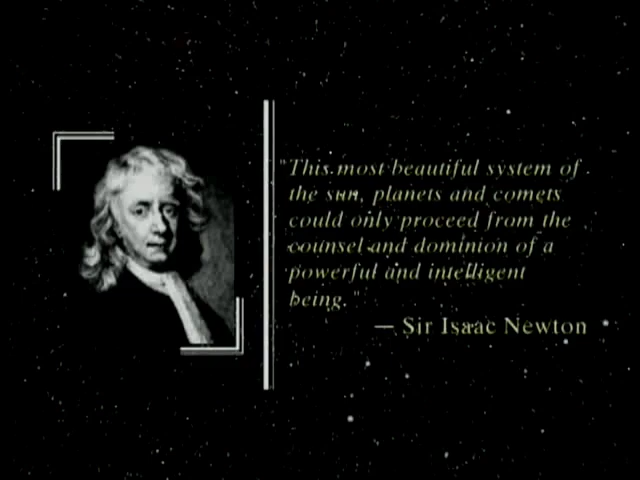 "This most beautiful system of
the sun, planets and comets
could only proceed from the
counsel and dominion of a
powerful and intelligent
being."
— Sir Isaac Newton